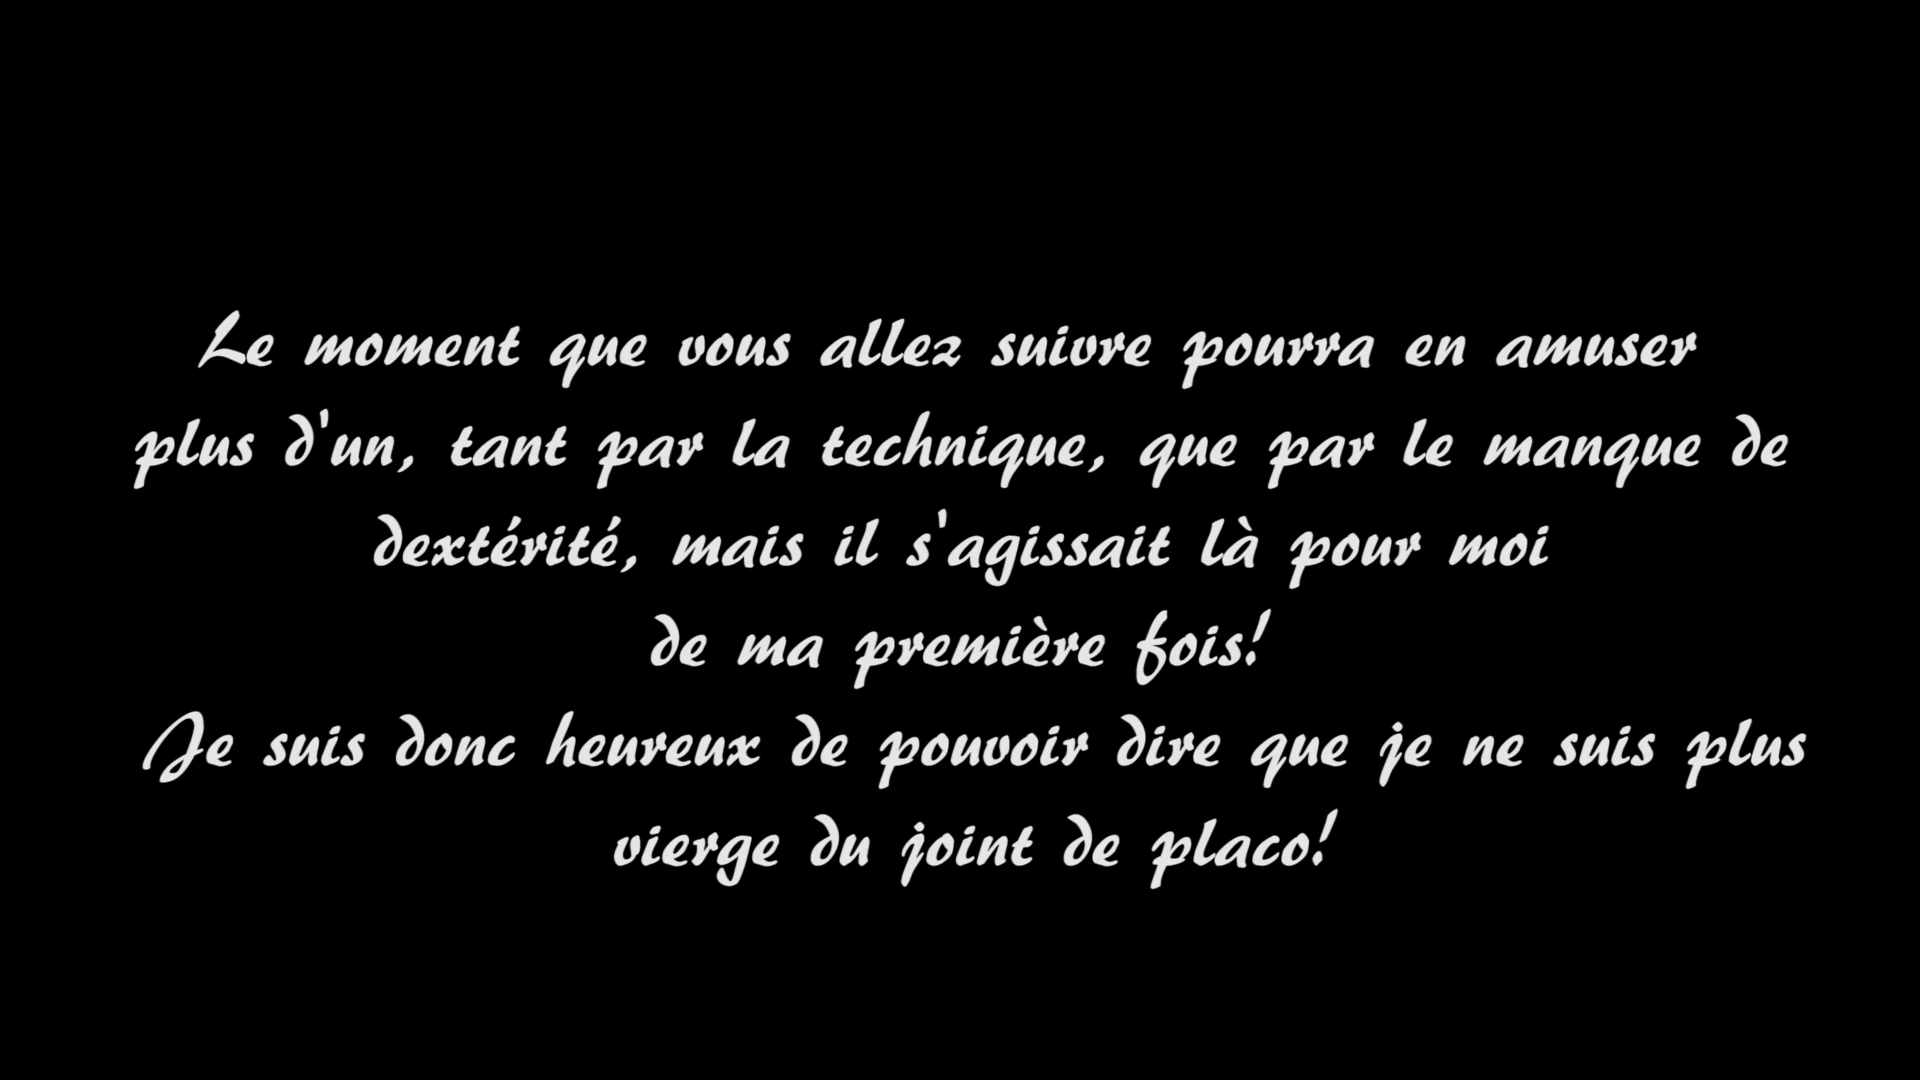 Le moment que vous allez suivre pourra en amuser
plus d'un, tant par la technique, que par le manque de
dextérité, mais il s'agissait là pour moi
de ma première fois!
Je suis donc heureux de pouvoir dire que je ne suis plus
vierge du joint de placo!